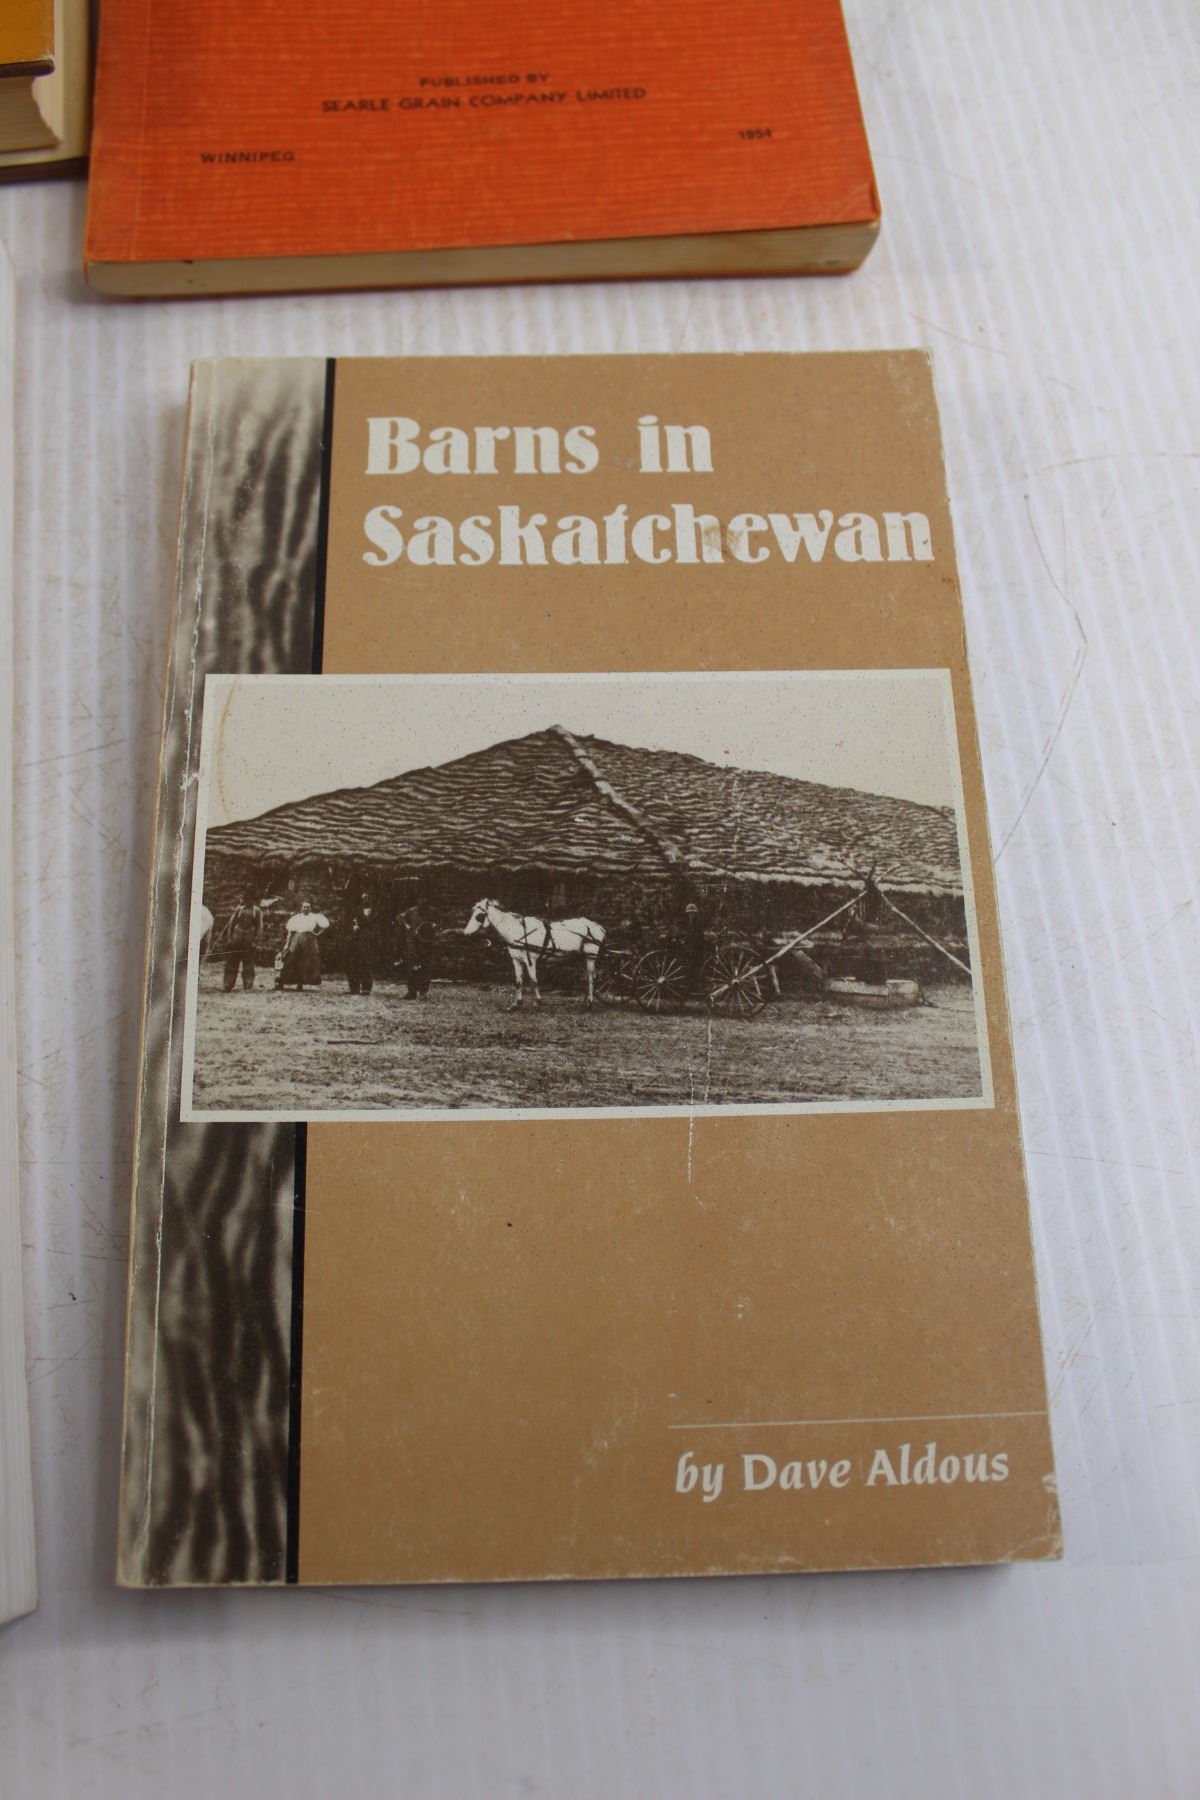 PUBLISHED BY
SEARLE GRAIN COMPANY LIMITED
WINNIPEG
1954
Barns in
Saskatchewan
by Dave Aldous